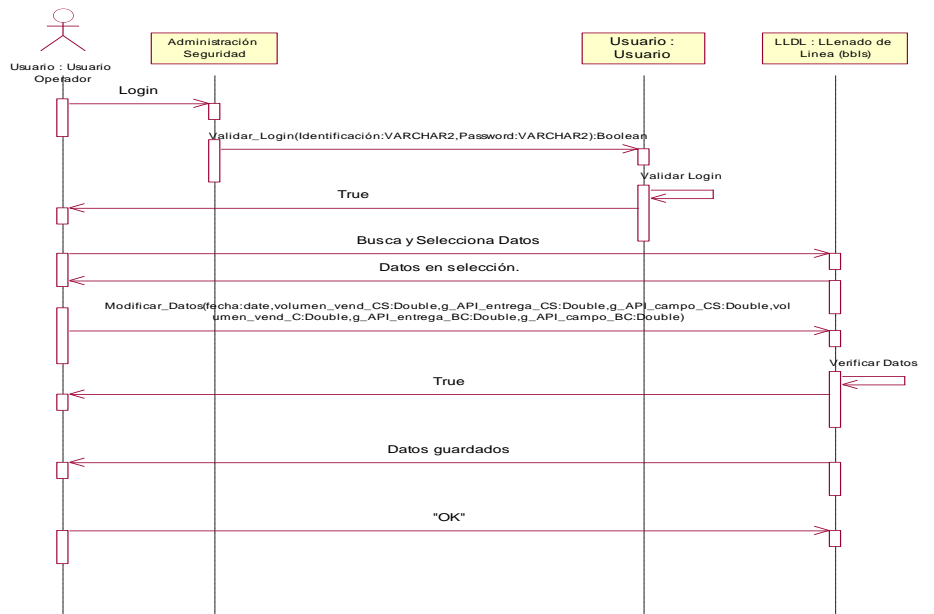 Administración
Seguridad
Usuario :
Usuario
LLDL : LLenado de
Linea (bbls)
Usuario : Usuario
Operador
Login
Validar_Login(Identificación:VARCHAR2,Password:VARCHAR2):Boolean
Validar Login
True
Busca y Selecciona Datos
Datos en selección.
Modificar_Datos(fecha:date,volumen_vend_CS:Double,g_API_entrega_CS:Double,g_API_campo_CS:Double,vol
umen_vend_C:Double,g_API_entrega_BC:Double,g_API_campo_BC:Double)
Verificar Datos
True
Datos guardados
"OK"